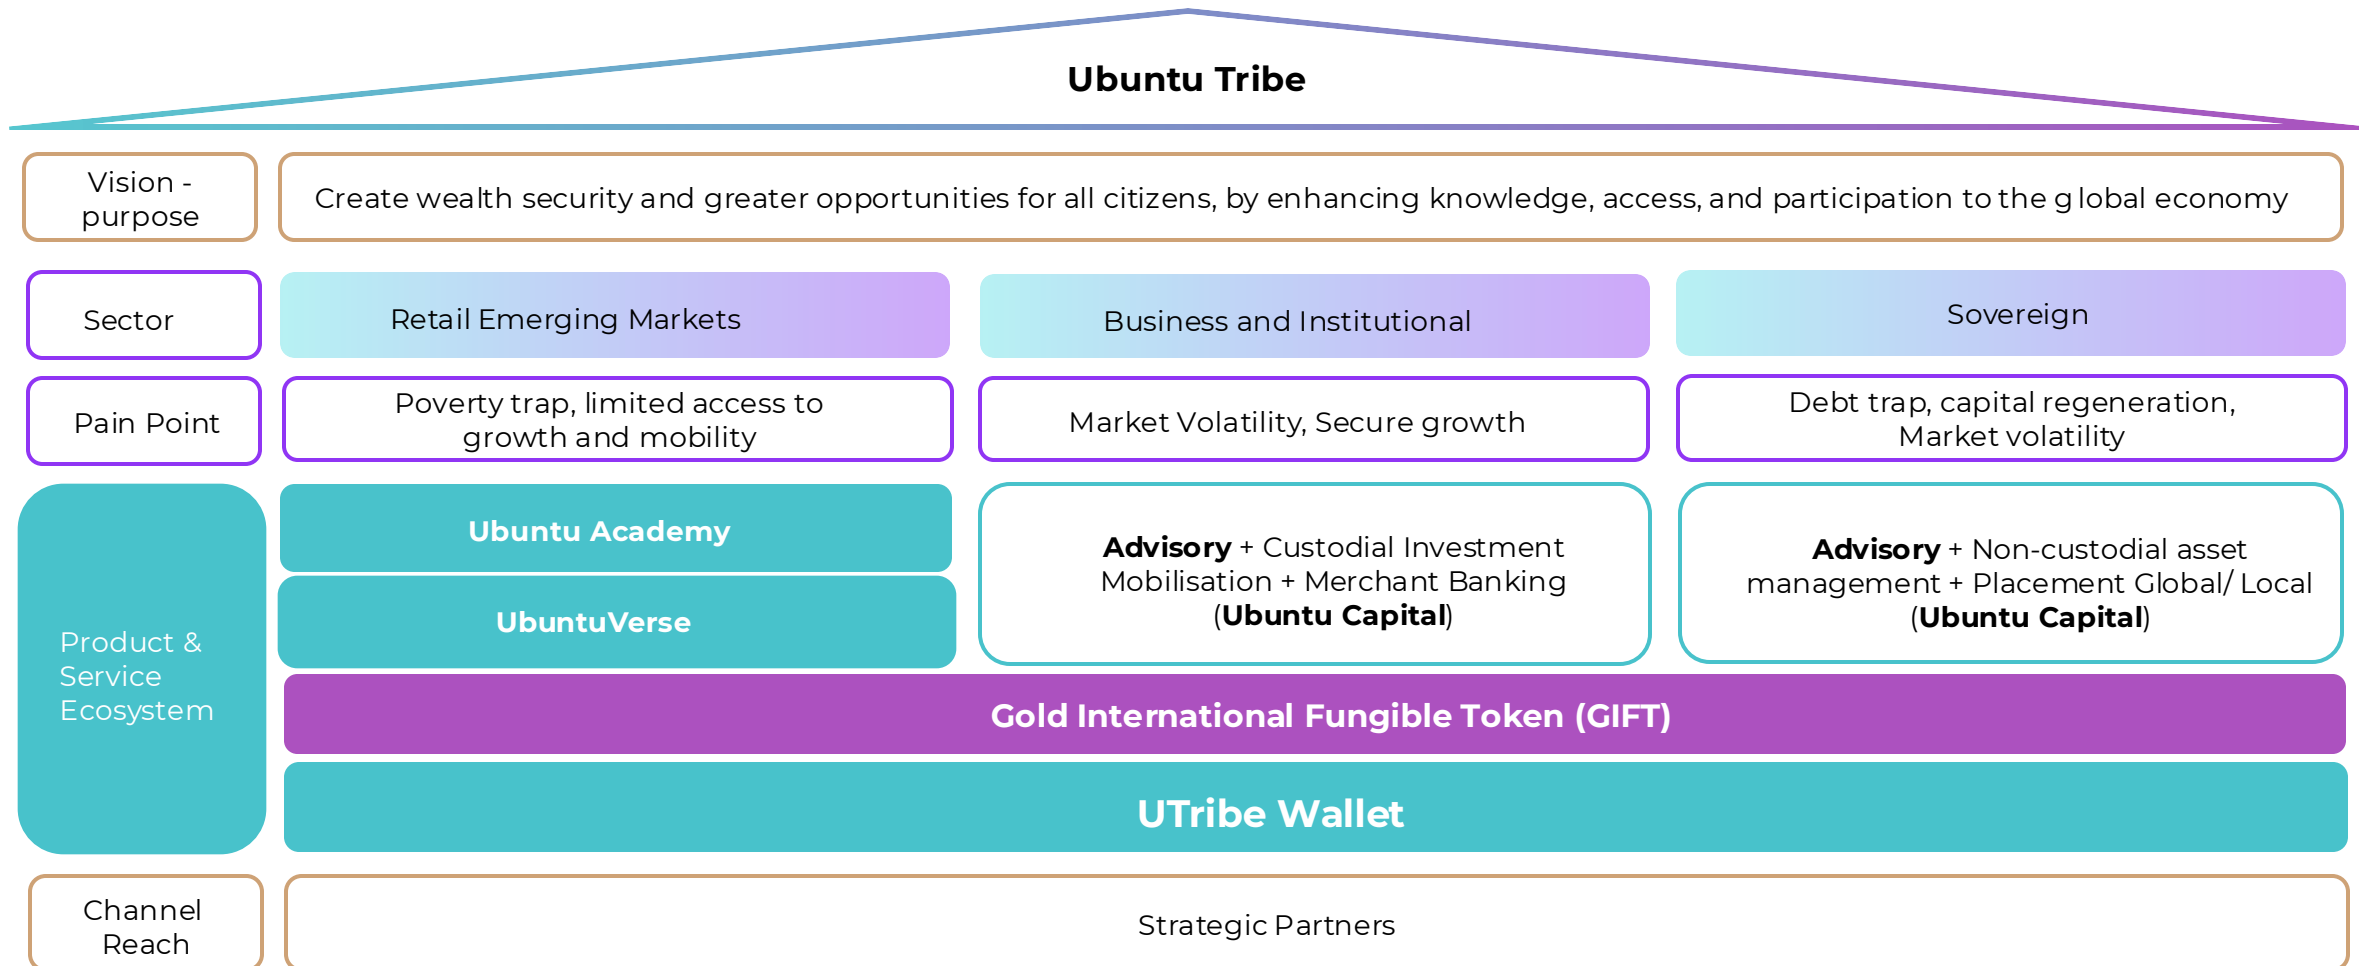 Ubuntu Tribe
Vision -
purpose
Create wealth security and greater opportunities for all citizens, by enhancing knowledge, access, and participation to the global economy
Sector
Retail Emerging Markets
Business and Institutional
Sovereign
Pain Point
Poverty trap, limited access to
growth and mobility
Market Volatility, Secure growth
Debt trap, capital regeneration,
Market volatility
Product &
Service
Ecosystem
Ubuntu Academy
UbuntuVerse
Advisory + Custodial Investment
Mobilisation + Merchant Banking
(Ubuntu Capital)
Advisory + Non-custodial asset
management + Placement Global/ Local
(Ubuntu Capital)
Gold International Fungible Token (GIFT)
UTribe Wallet
Channel
Reach
Strategic Partners